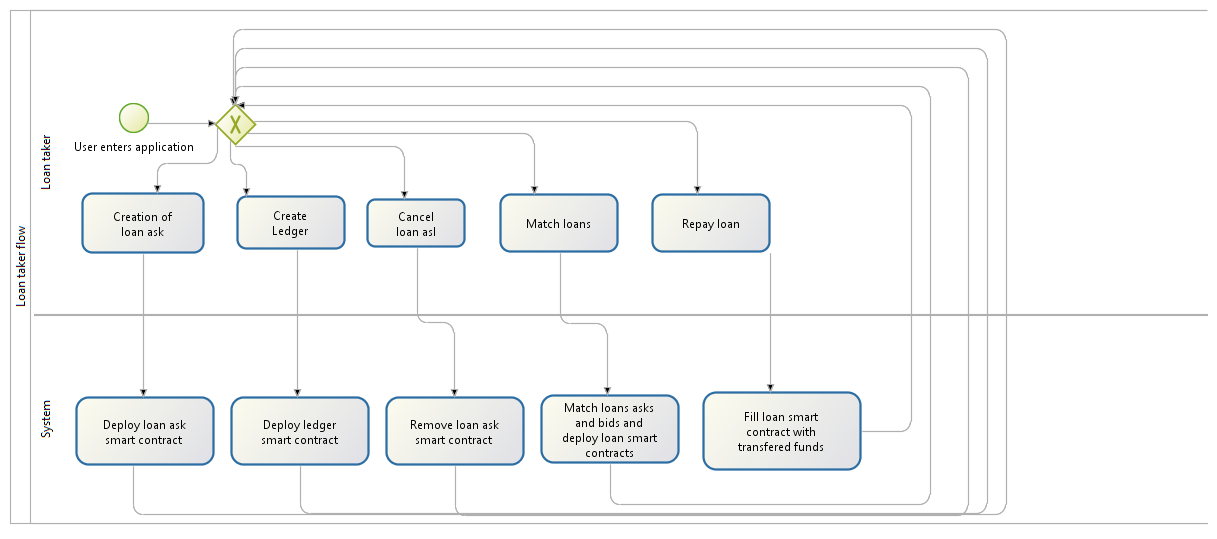 Loan taker flow
Loan taker
User enters application
Creation of
loan ask
Create
Ledger
Cancel
loan asl
Match loans
Repay loan
System
Deploy loan ask
smart contract
Deploy ledger
smart contract
Remove loan ask
smart contract
Match loans asks
and bids and
deploy loan smart
contracts
Fill loan smart
contract with
transfered funds